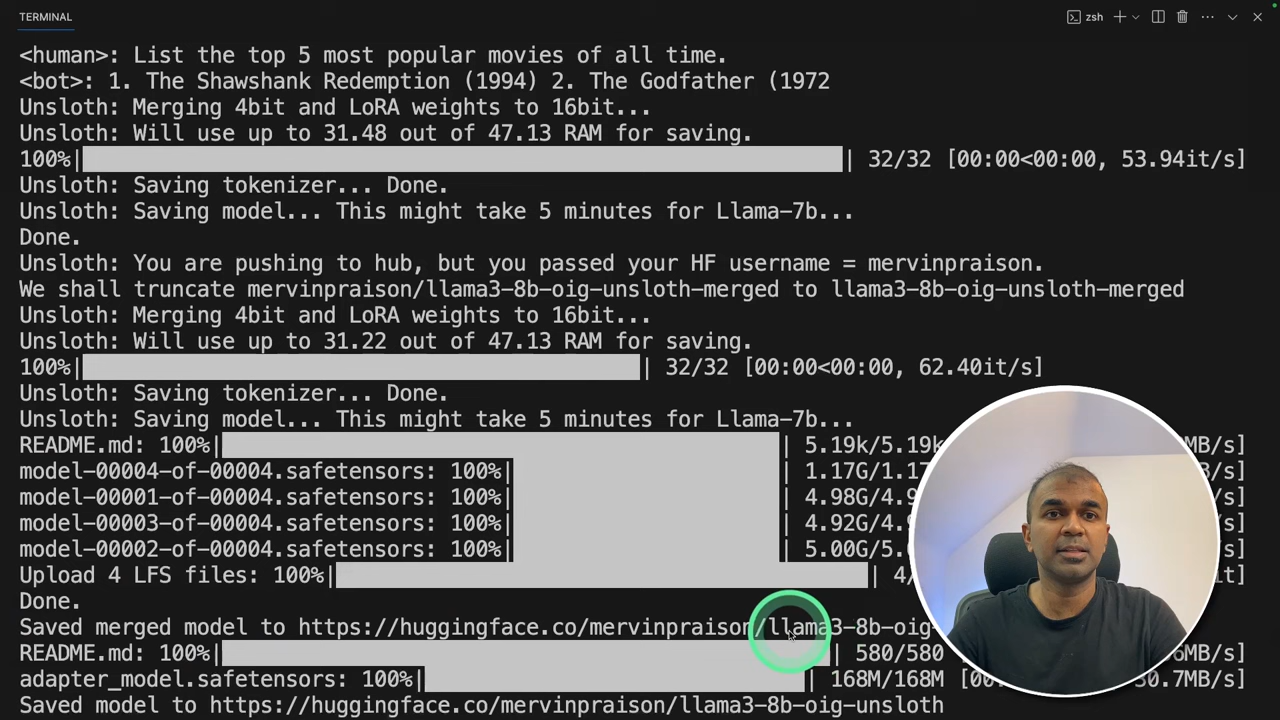 TERMINAL
zsh
<human>: List the top 5 most popular movies of all time.
<bot>: 1. The Shawshank Redemption (1994) 2. The Godfather (1972
Unsloth: Merging 4bit and LoRA weights to 16bit...
Unsloth: Will use up to 31.48 out of 47.13 RAM for saving.
100%| | 32/32 [00:00<00:00, 53.94it/s]
Unsloth: Saving tokenizer... Done.
Unsloth: Saving model... This might take 5 minutes for Llama-7b...
Done.
Unsloth: You are pushing to hub, but you passed your HF username = mervinpraison.
We shall truncate mervinpraison/llama3-8b-oig-unsloth-merged to llama3-8b-oig-unsloth-merged
Unsloth: Merging 4bit and LoRA weights to 16bit...
Unsloth: Will use up to 31.22 out of 47.13 RAM for saving.
100%| | 32/32 [00:00<00:00, 62.40it/s]
Unsloth: Saving tokenizer... Done.
Unsloth: Saving model... This might take 5 minutes for Llama-7b...
README.md: 100%| | 5.19k/5.19k MB/s]
model-00004-of-00004.safetensors: 100%| | 1.17G/1.17 B/s]
model-00001-of-00004.safetensors: 100%| | 4.98G/4.9 /s]
model-00003-of-00004.safetensors: 100%| | 4.92G/4.9 /s]
model-00002-of-00004.safetensors: 100%| | 5.00G/5.0 /s]
Upload 4 LFS files: 100%| | 4/ it]
Done.
Saved merged model to https://huggingface.co/mervinpraison/llama3-8b-oig-
README.md: 100%| | 580/580 6MB/s]
adapter_model.safetensors: 100%| | 168M/168M [00: 30.7MB/s]
Saved model to https://huggingface.co/mervinpraison/llama3-8b-oig-unsloth